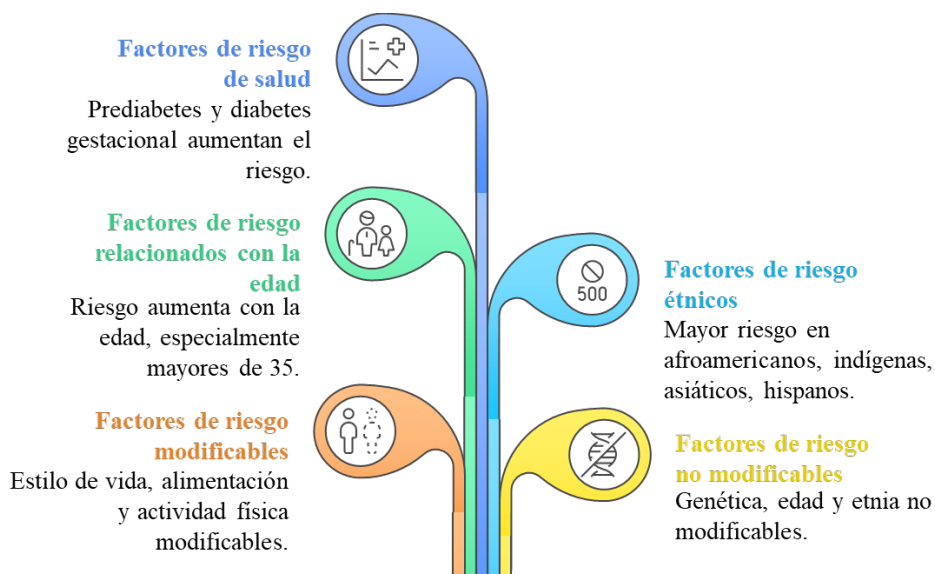 Factores de riesgo
de salud
Prediabetes y diabetes
gestacional aumentan el
riesgo.
Factores de riesgo
relacionados con la
edad
Riesgo aumenta con la
edad, especialmente
mayores de 35.
500
Factores de riesgo
étnicos
Mayor riesgo en
afroamericanos, indígenas,
asiáticos, hispanos.
Factores de riesgo
modificables
Estilo de vida, alimentación
y actividad física
modificables.
Factores de riesgo
no modificables
Genética, edad y etnia no
modificables.